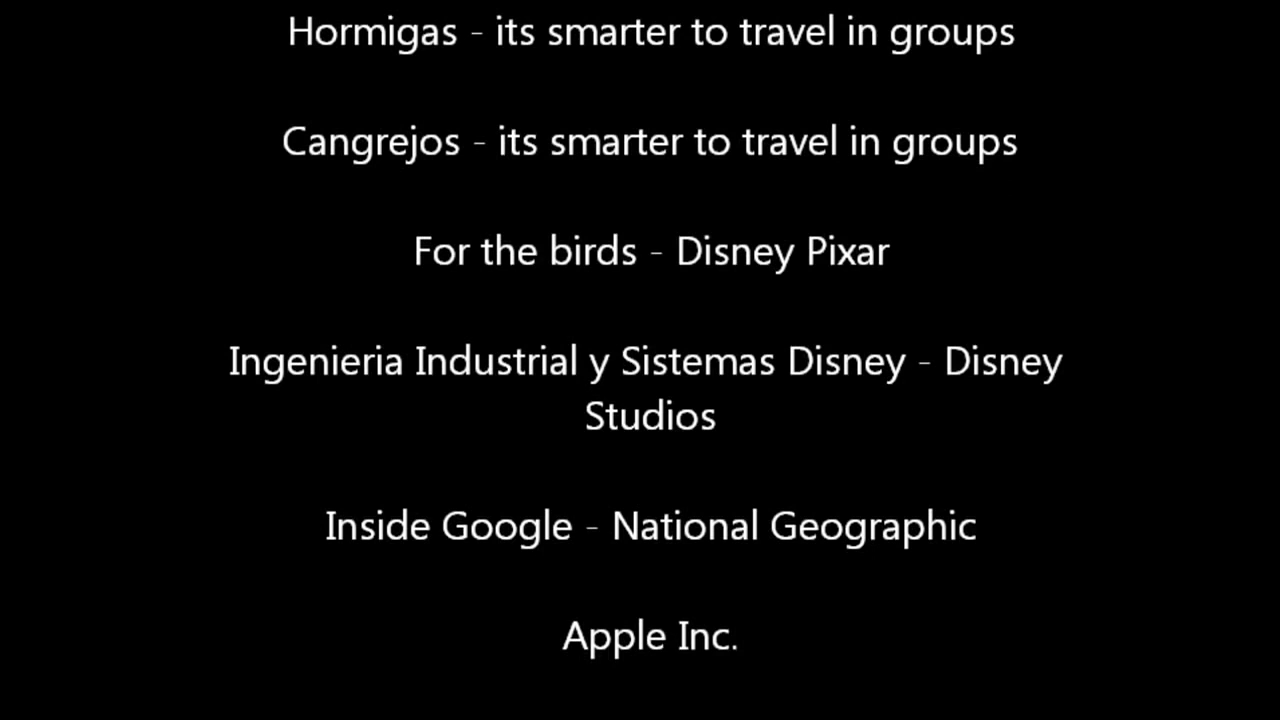 Hormigas - its smarter to travel in groups
Cangrejos - its smarter to travel in groups
For the birds - Disney Pixar
Ingenieria Industrial y Sistemas Disney - Disney
Studios
Inside Google - National Geographic
Apple Inc.